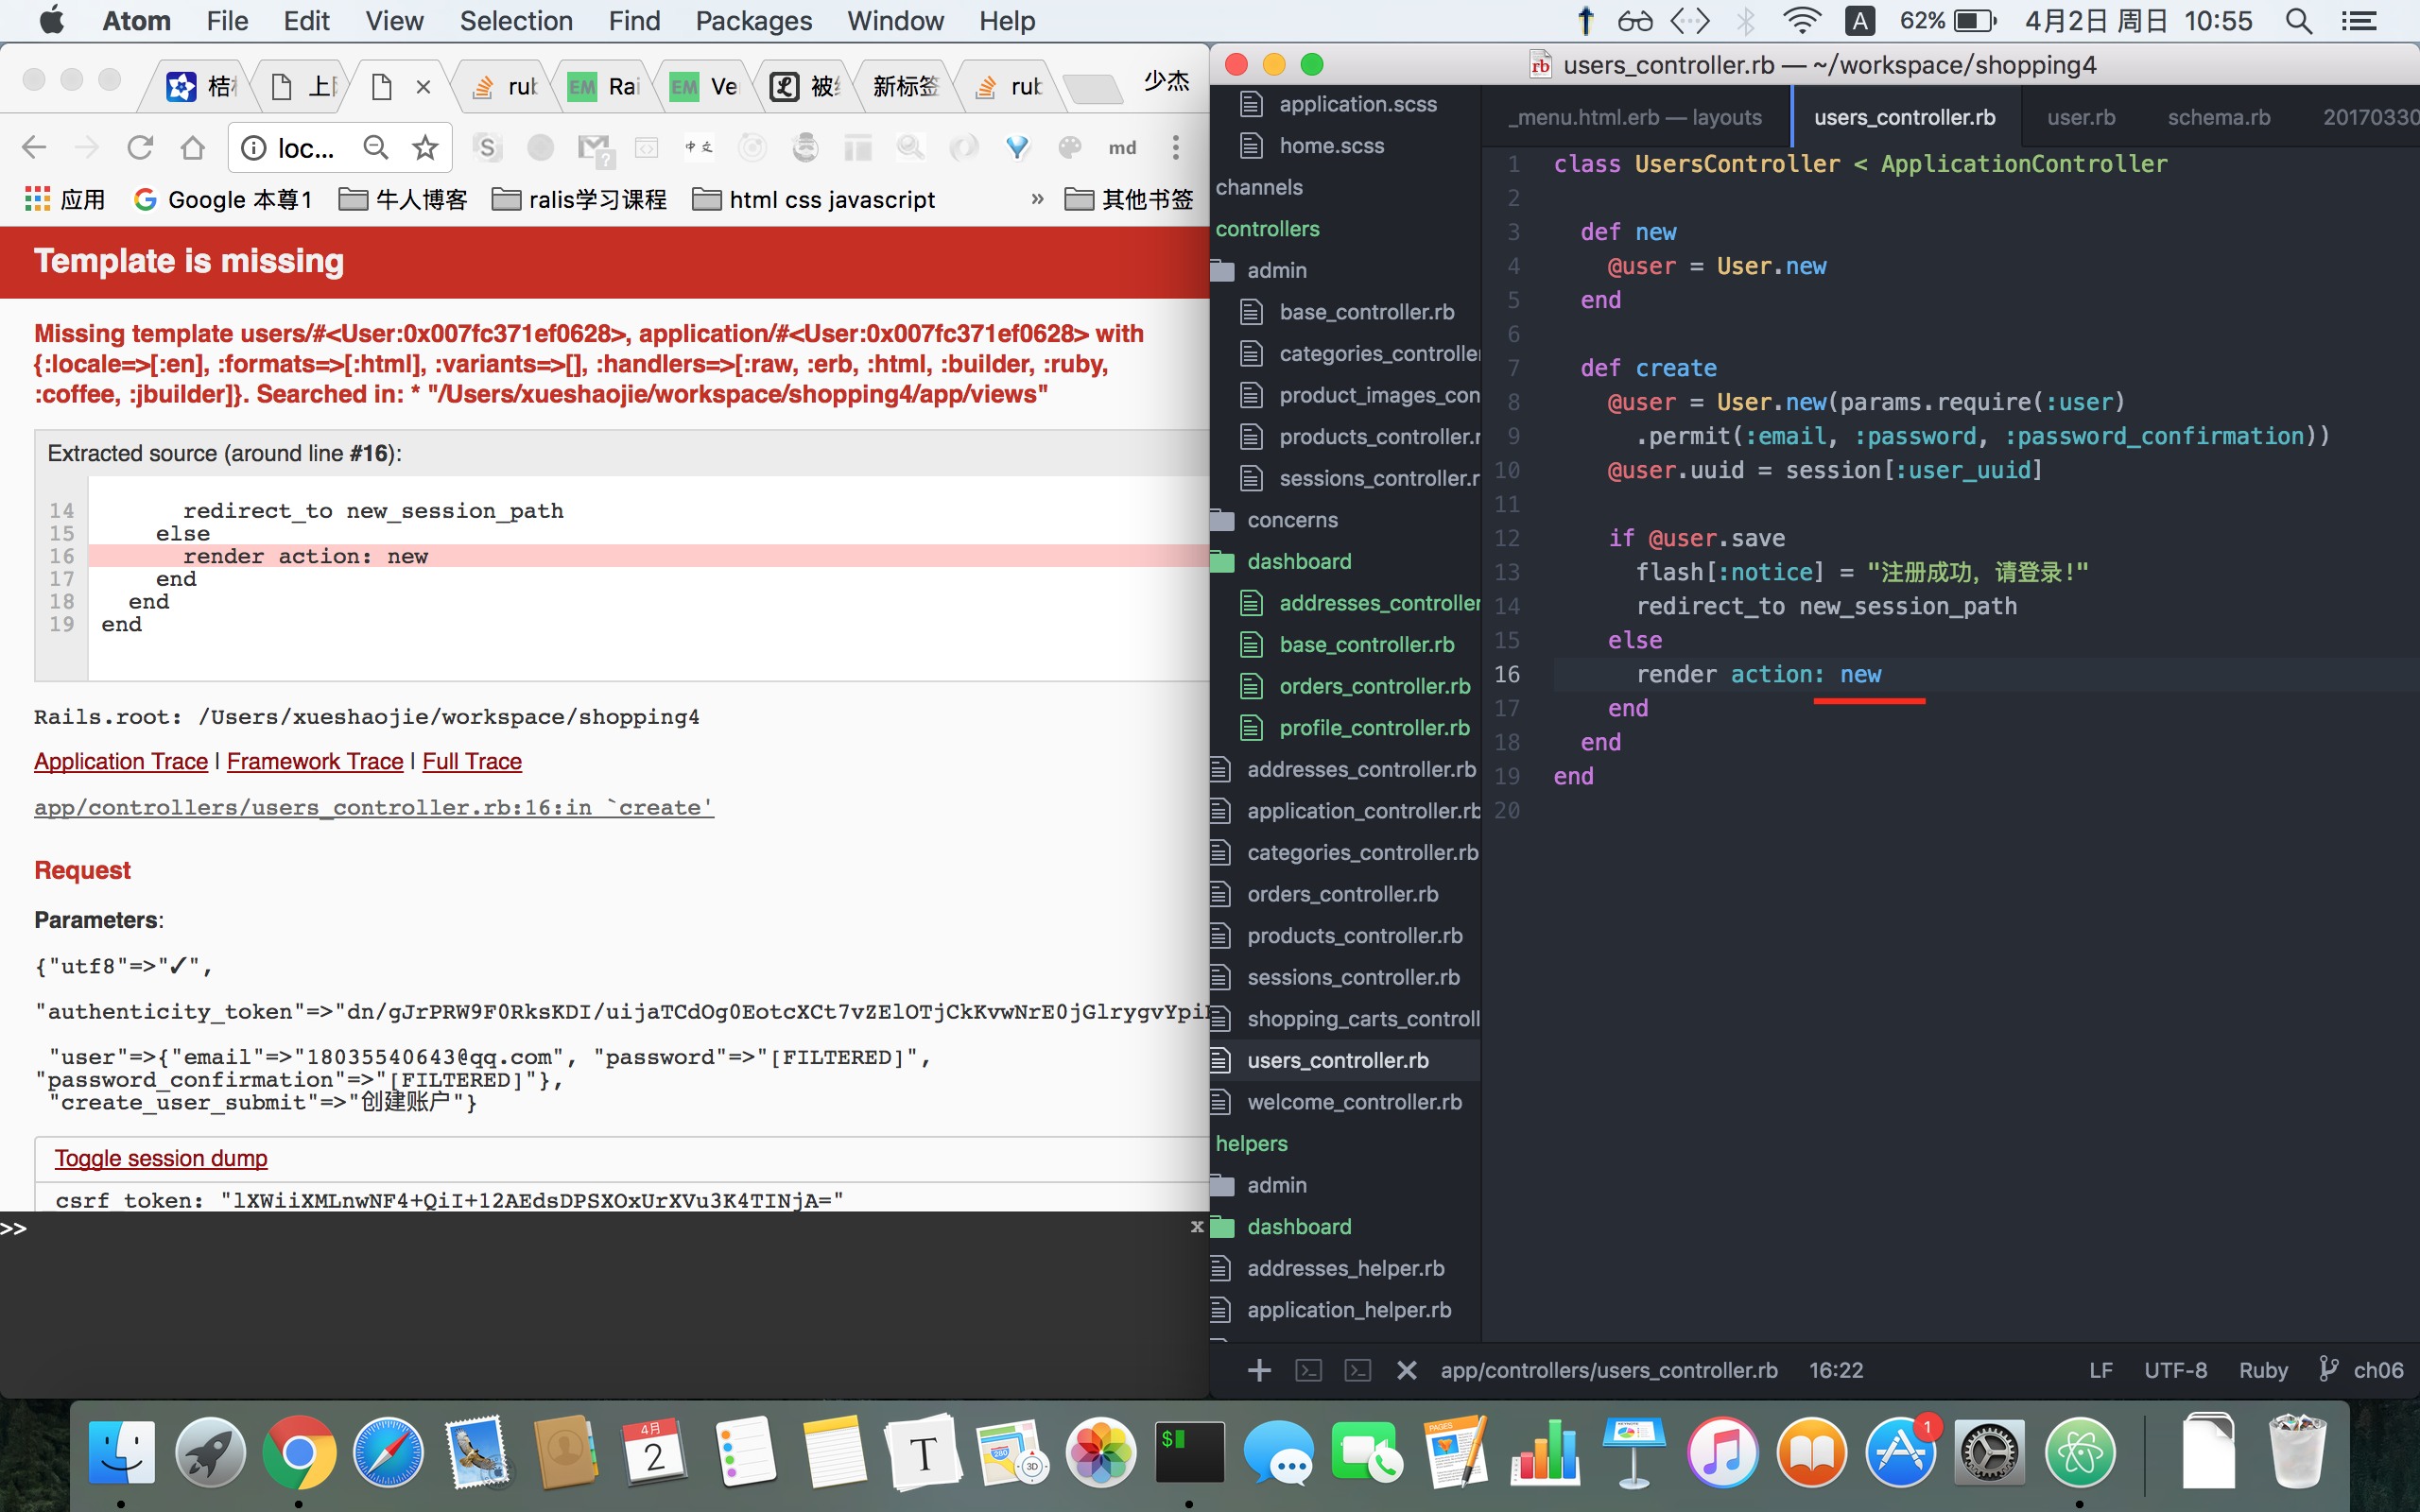 Atom File Edit View Selection Find Packages Window Help
A 62% 4月2日 周日 10:55
上 rub EM Rai EM Ve 新标签 rub 少杰
loc... S 中文 md
应用 Google 本尊1 牛人博客 ralis学习课程 html css javascript » 其他书签
Template is missing
Missing template users/#<User:0x007fc371ef0628>, application/#<User:0x007fc371ef0628> with
{:locale=>[:en], :formats=>[:html], :variants=>[], :handlers=>[:raw, :erb, :html, :builder, :ruby,
:coffee, :jbuilder]}. Searched in: * "/Users/xueshaojie/workspace/shopping4/app/views"
Extracted source (around line #16):
14 redirect_to new_session_path
15 else
16 render action: new
17 end
18 end
19 end
Rails.root: /Users/xueshaojie/workspace/shopping4
Application Trace | Framework Trace | Full Trace
app/controllers/users_controller.rb:16:in `create'
Request
Parameters:
{"utf8"=>"✓",
"authenticity_token"=>"dn/gJrPRW9F0RksKDI/uijaTCdOg0EotcXCt7vZElOTjCkKvwNrE0jGlrygvYpi
"user"=>{"email"=>"18035540643@qq.com", "password"=>"[FILTERED]",
"password_confirmation"=>"[FILTERED]"},
"create_user_submit"=>"创建账户"}
Toggle session dump
csrf token: "lXWiiXMLnwNF4+QiI+12AEdsDPSXOxUrXVu3K4TINjA="
>> x
rb users_controller.rb — ~/workspace/shopping4
application.scss
home.scss
channels
controllers
admin
base_controller.rb
categories_controller
product_images_con
products_controller.r
sessions_controller.r
concerns
dashboard
addresses_controller
base_controller.rb
orders_controller.rb
profile_controller.rb
addresses_controller.rb
application_controller.rb
categories_controller.rb
orders_controller.rb
products_controller.rb
sessions_controller.rb
shopping_carts_controll
users_controller.rb
welcome_controller.rb
helpers
admin
dashboard
addresses_helper.rb
application_helper.rb
_menu.html.erb — layouts users_controller.rb user.rb schema.rb 20170330
1 class UsersController < ApplicationController
2
3 def new
4 @user = User.new
5 end
6
7 def create
8 @user = User.new(params.require(:user)
9 .permit(:email, :password, :password_confirmation))
10 @user.uuid = session[:user_uuid]
11
12 if @user.save
13 flash[:notice] = "注册成功，请登录!"
14 redirect_to new_session_path
15 else
16 render action: new
17 end
18 end
19 end
20
app/controllers/users_controller.rb 16:22 LF UTF-8 Ruby ch06
4月
2
T
280
3D
$
PAGES
KEYNOTE
1